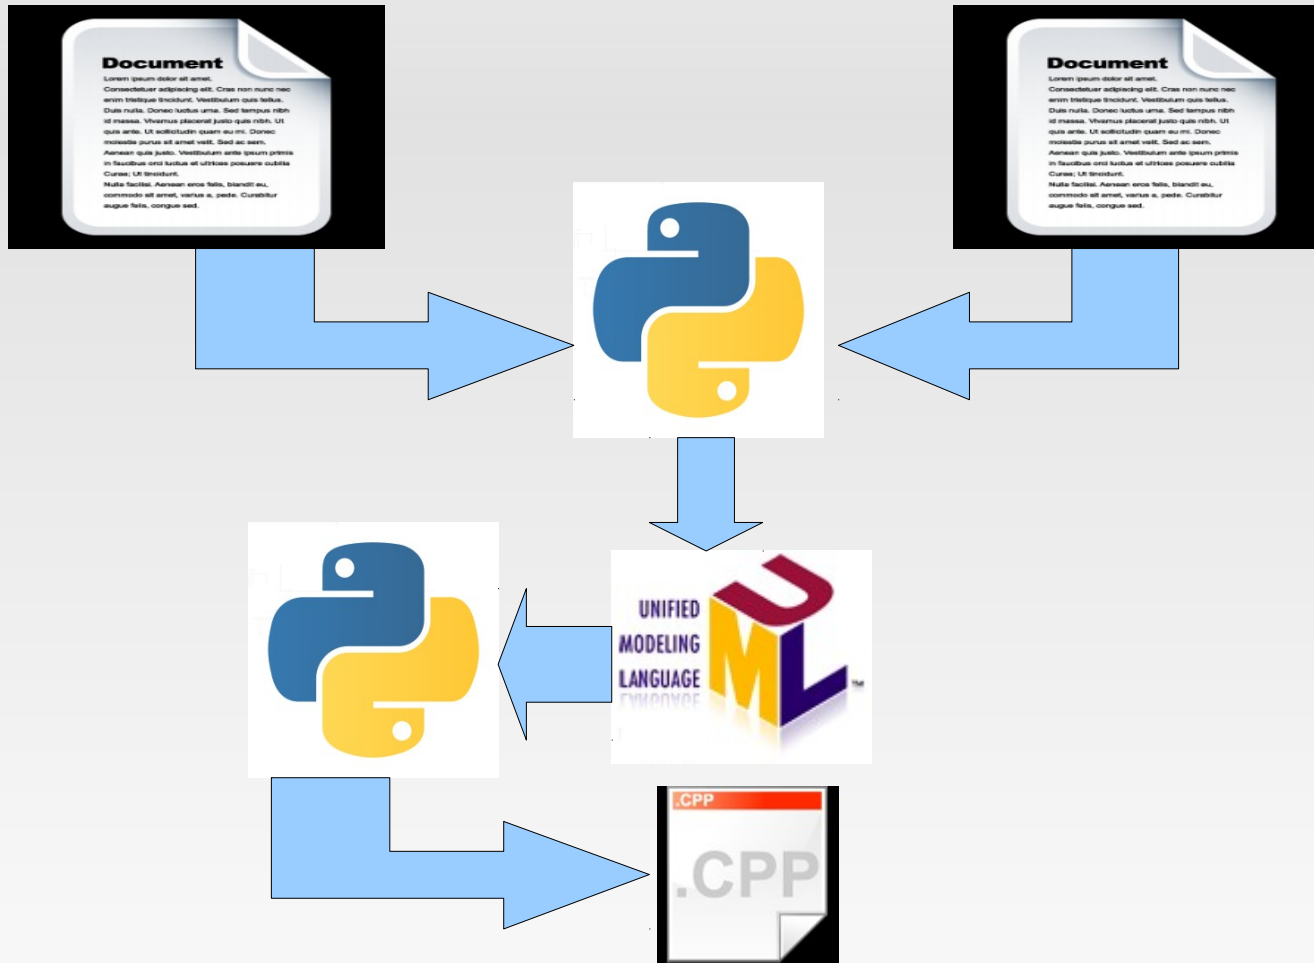 Document
Lorem ipsum dolor sit amet.
Consectetuer adipiscing elit. Cras non nunc nec
enim tristique tincidunt. Vestibulum quis tellus.
Duis nulla. Donec luctus urna. Sed tempus nibh
id massa. Vivamus placerat justo quis nibh. Ut
quis ante. Ut sollicitudin quam eu mi. Donec
molestie purus sit amet velit. Sed ac sem.
Aenean quis justo. Vestibulum ante ipsum primis
in faucibus orci luctus et ultrices posuere cubilia
Curae; Ut tincidunt.
Nulla facilisi. Aenean eros felis, blandit eu,
commodo sit amet, varius a, pede. Curabitur
augue felis, congue sed.
Document
Lorem ipsum dolor sit amet.
Consectetuer adipiscing elit. Cras non nunc nec
enim tristique tincidunt. Vestibulum quis tellus.
Duis nulla. Donec luctus urna. Sed tempus nibh
id massa. Vivamus placerat justo quis nibh. Ut
quis ante. Ut sollicitudin quam eu mi. Donec
molestie purus sit amet velit. Sed ac sem.
Aenean quis justo. Vestibulum ante ipsum primis
in faucibus orci luctus et ultrices posuere cubilia
Curae; Ut tincidunt.
Nulla facilisi. Aenean eros felis, blandit eu,
commodo sit amet, varius a, pede. Curabitur
augue felis, congue sed.
UNIFIED
MODELING
LANGUAGE
UML ™
.CPP
.CPP